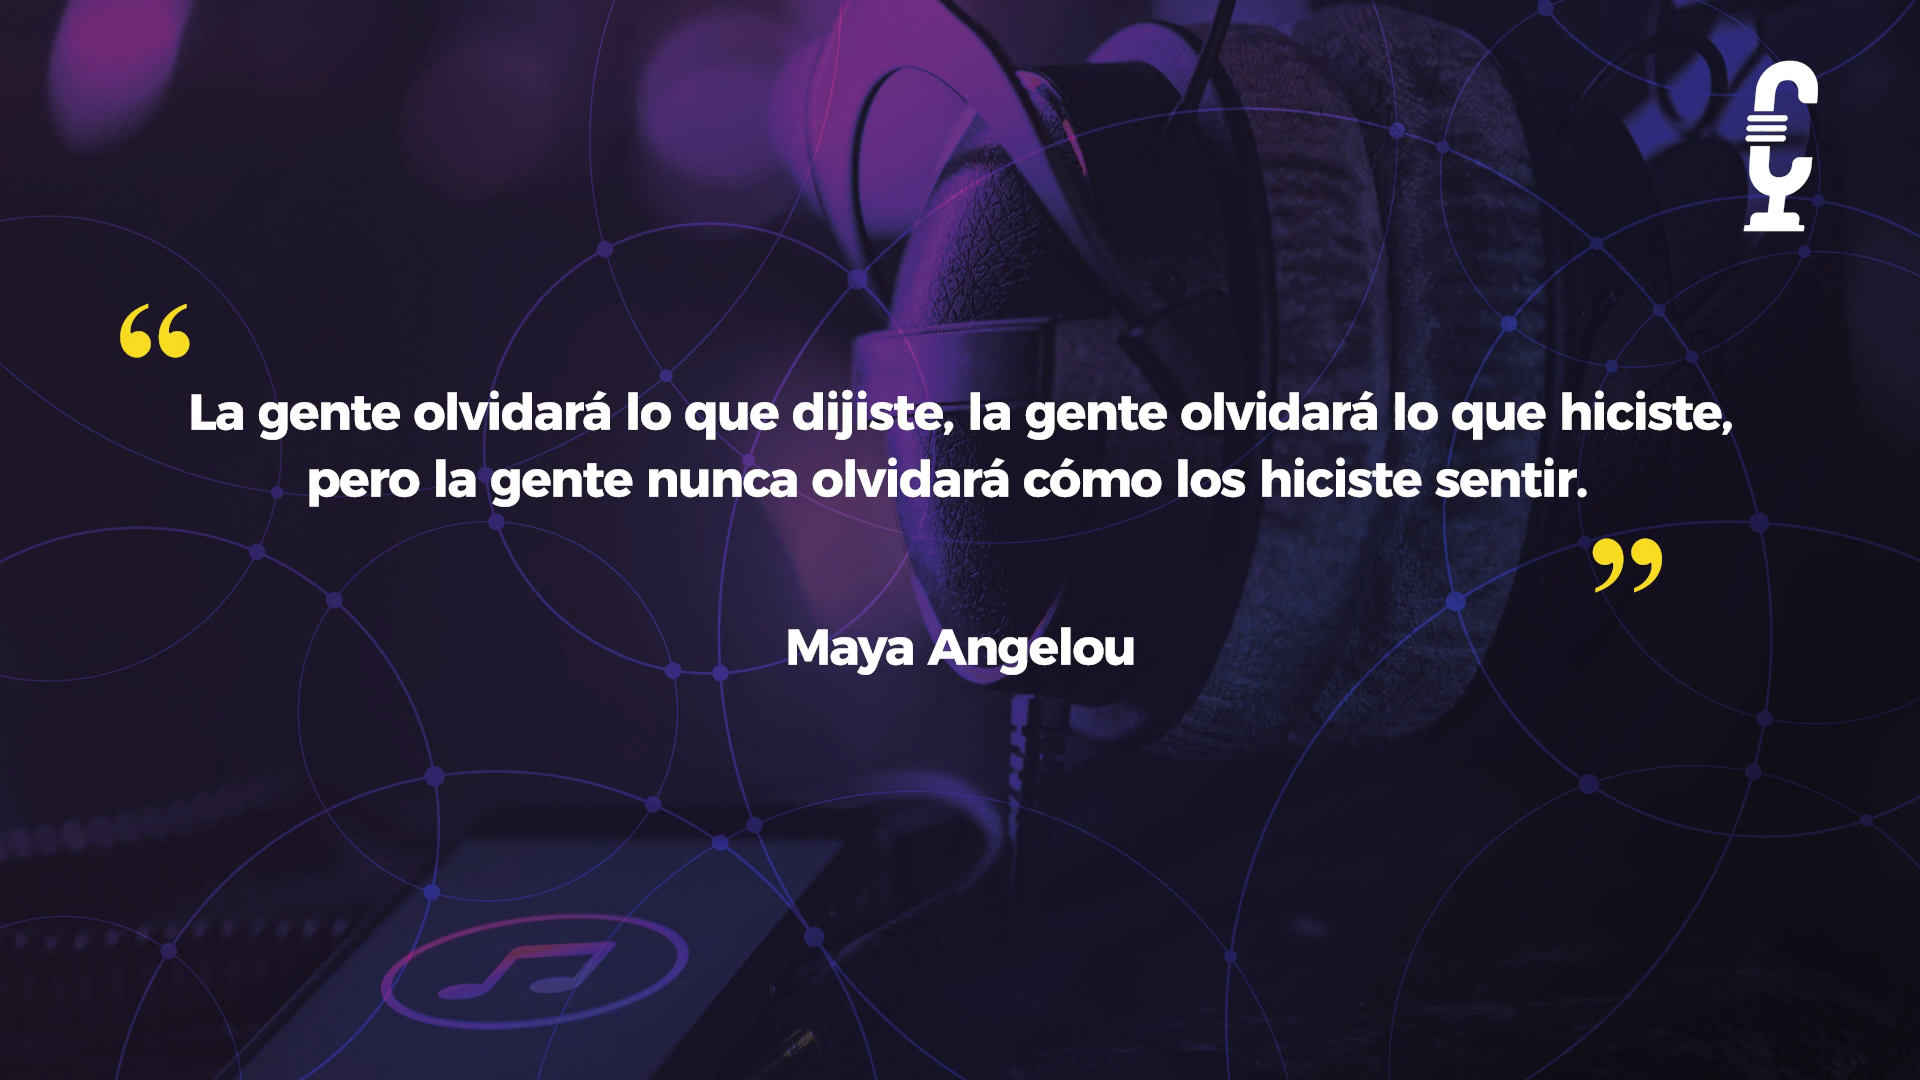 “
La gente olvidará lo que dijiste, la gente olvidará lo que hiciste,
pero la gente nunca olvidará cómo los hiciste sentir.
”
Maya Angelou